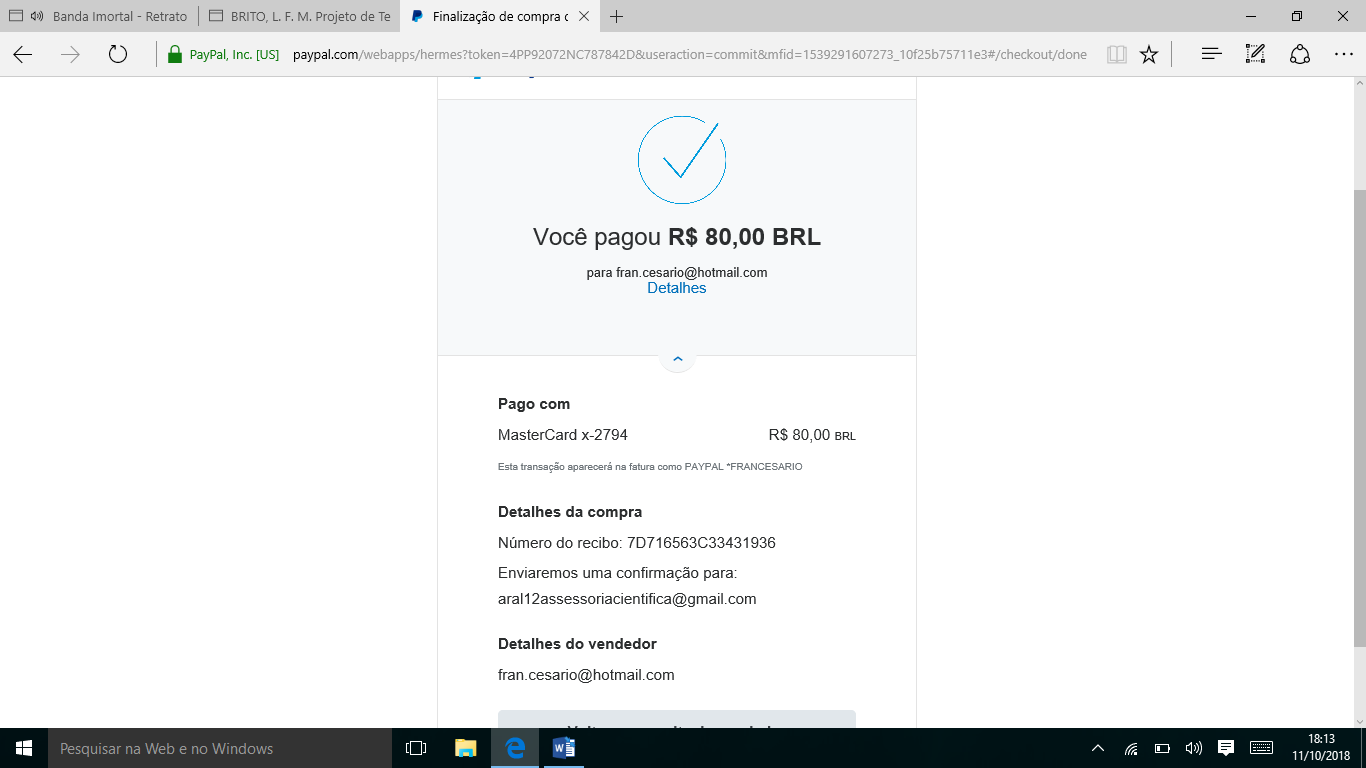 Banda Imortal - Retrato
BRITO, L. F. M. Projeto de Te
Finalização de compra c
PayPal, Inc. [US] paypal.com/webapps/hermes?token=4PP92072NC787842D&useraction=commit&mfid=1539291607273_10f25b75711e3#/checkout/done
Você pagou R$ 80,00 BRL
para fran.cesario@hotmail.com
Detalhes
Pago com
MasterCard x-2794 R$ 80,00 BRL
Esta transação aparecerá na fatura como PAYPAL *FRANCESARIO
Detalhes da compra
Número do recibo: 7D716563C33431936
Enviaremos uma confirmação para:
aral12assessoriacientifica@gmail.com
Detalhes do vendedor
fran.cesario@hotmail.com
Pesquisar na Web e no Windows
18:13
11/10/2018